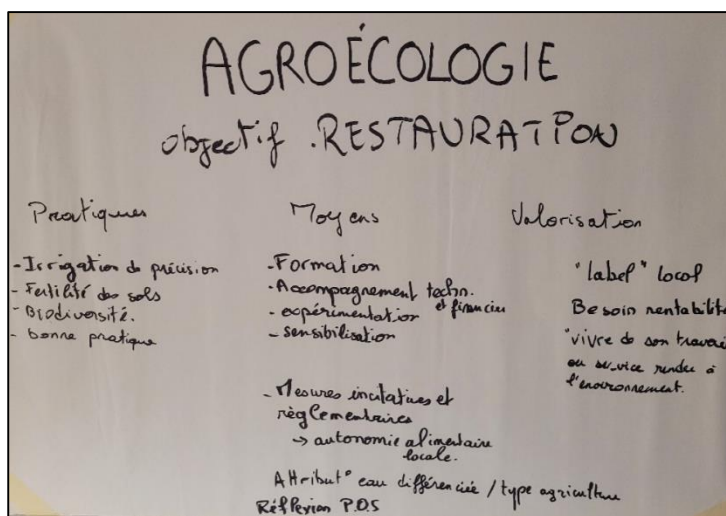 AGROÉCOLOGIE
objectif . RESTAURATION
Pratiques
- Irrigation de précision
- Fertilité des sols
- Biodiversité.
- bonne pratique
Moyens
- Formation
- Accompagnement techn.
et financier
- expérimentation
- sensibilisation
- Mesures incitatives et
règlementaires
→ autonomie alimentaire
locale.
Attribut° eau différenciée / type agriculture
Réflexion P.O.S
Valorisation
"label" local
Besoin rentabilité
"vivre de son travail
ou service rendu à
l'environnement.